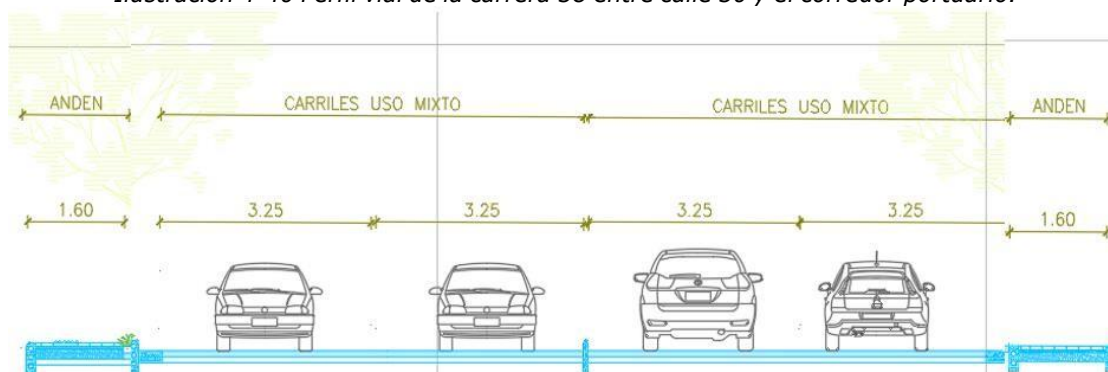 ANDEN CARRILES USO MIXTO CARRILES USO MIXTO ANDEN
1.60 3.25 3.25 3.25 3.25 1.60